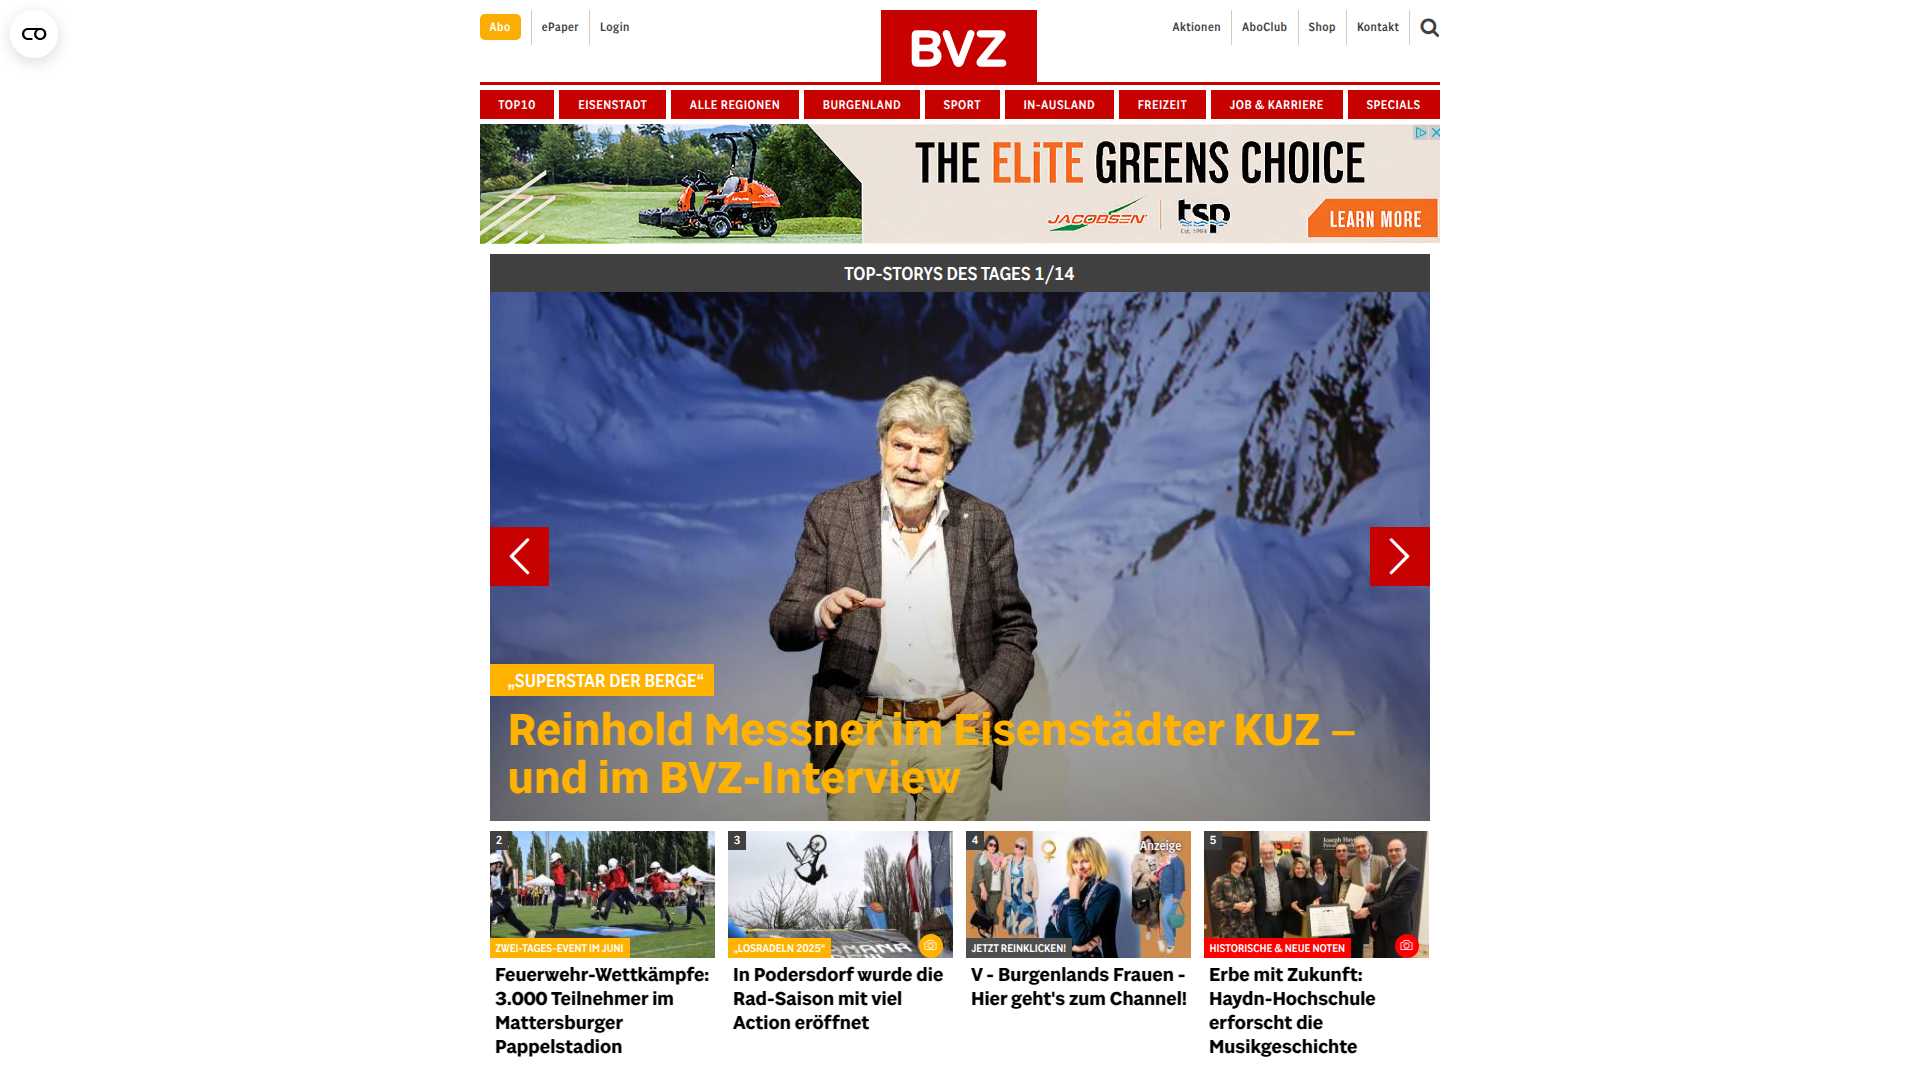 Abo
ePaper
Login
BVZ
Aktionen
AboClub
Shop
Kontakt
TOP10
EISENSTADT
ALLE REGIONEN
BURGENLAND
SPORT
IN-AUSLAND
FREIZEIT
JOB & KARRIERE
SPECIALS
THE ELiTE GREENS CHOICE
JACOBSEN
tsp
Est. 1984
LEARN MORE
TOP-STORYS DES TAGES 1/14
„SUPERSTAR DER BERGE“
Reinhold Messner im Eisenstädter KUZ –
und im BVZ-Interview
2
ZWEI-TAGES-EVENT IM JUNI
Feuerwehr-Wettkämpfe:
3.000 Teilnehmer im
Mattersburger
Pappelstadion
3
„LOSRADELN 2025“
In Podersdorf wurde die
Rad-Saison mit viel
Action eröffnet
4
Anzeige
JETZT REINKLICKEN!
V - Burgenlands Frauen -
Hier geht's zum Channel!
5
HISTORISCHE & NEUE NOTEN
Erbe mit Zukunft:
Haydn-Hochschule
erforscht die
Musikgeschichte